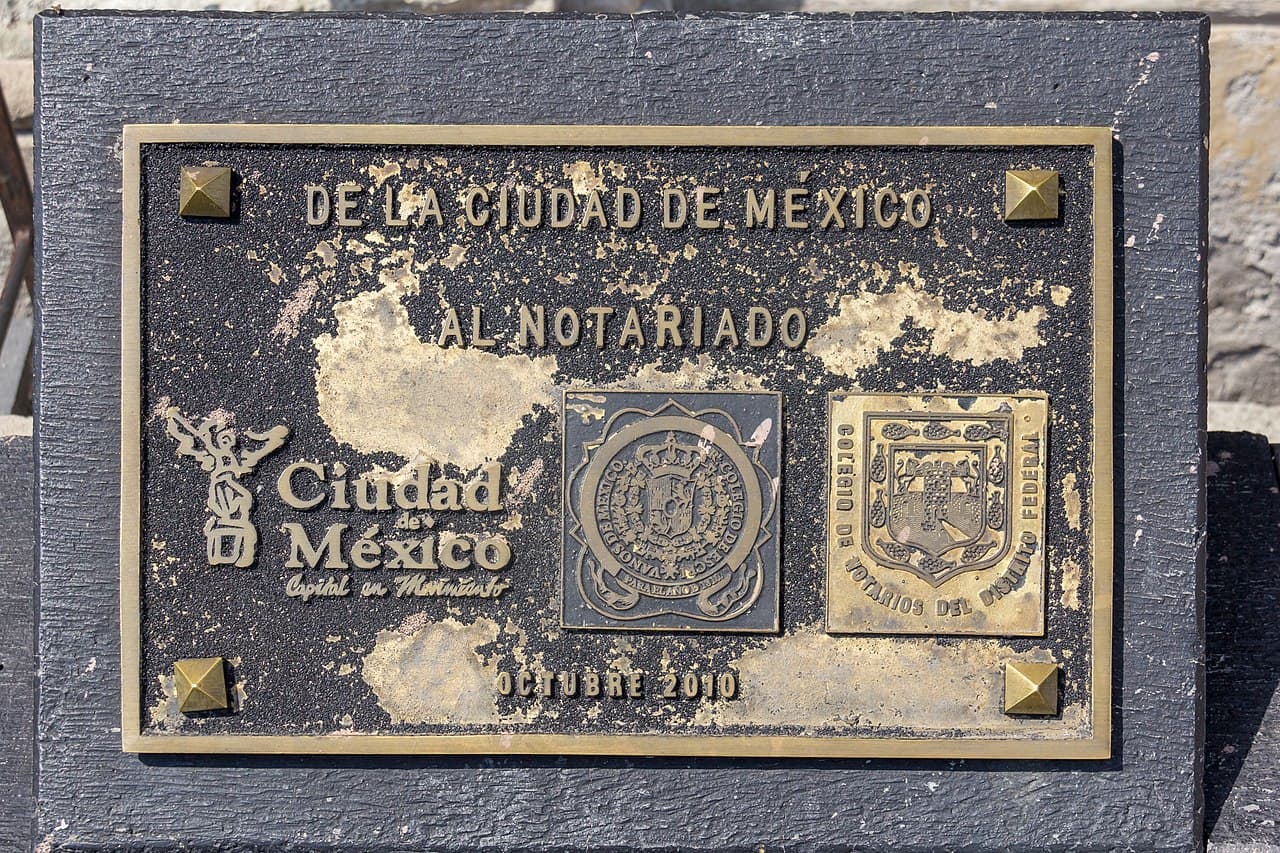 DE LA CIUDAD DE MÉXICO
AL NOTARIADO
Ciudad
de
México
Capital en Movimiento
COLEGIO DE NOTARIOS DEL DISTRITO FEDERAL
OCTUBRE 2010